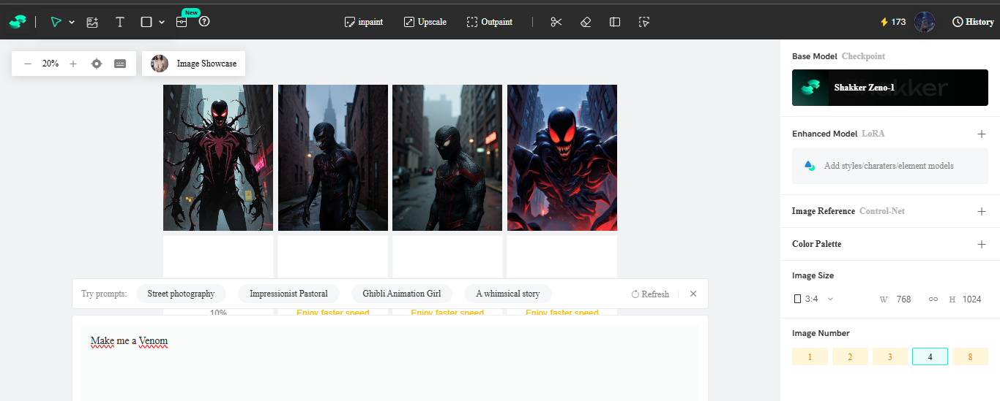 New
inpaint
Upscale
Outpaint
173
History
20%
Image Showcase
Base Model Checkpoint
Shakker Zeno-1
Enhanced Model LoRA
Add styles/charaters/element models
Image Reference Control-Net
Color Palette
Image Size
3:4
W 768
H 1024
Image Number
1 2 3 4 8
Try prompts:
Street photography
Impressionist Pastoral
Ghibli Animation Girl
A whimsical story
Refresh
10%
Enjoy faster speed
Enjoy faster speed
Enjoy faster speed
Make me a Venom